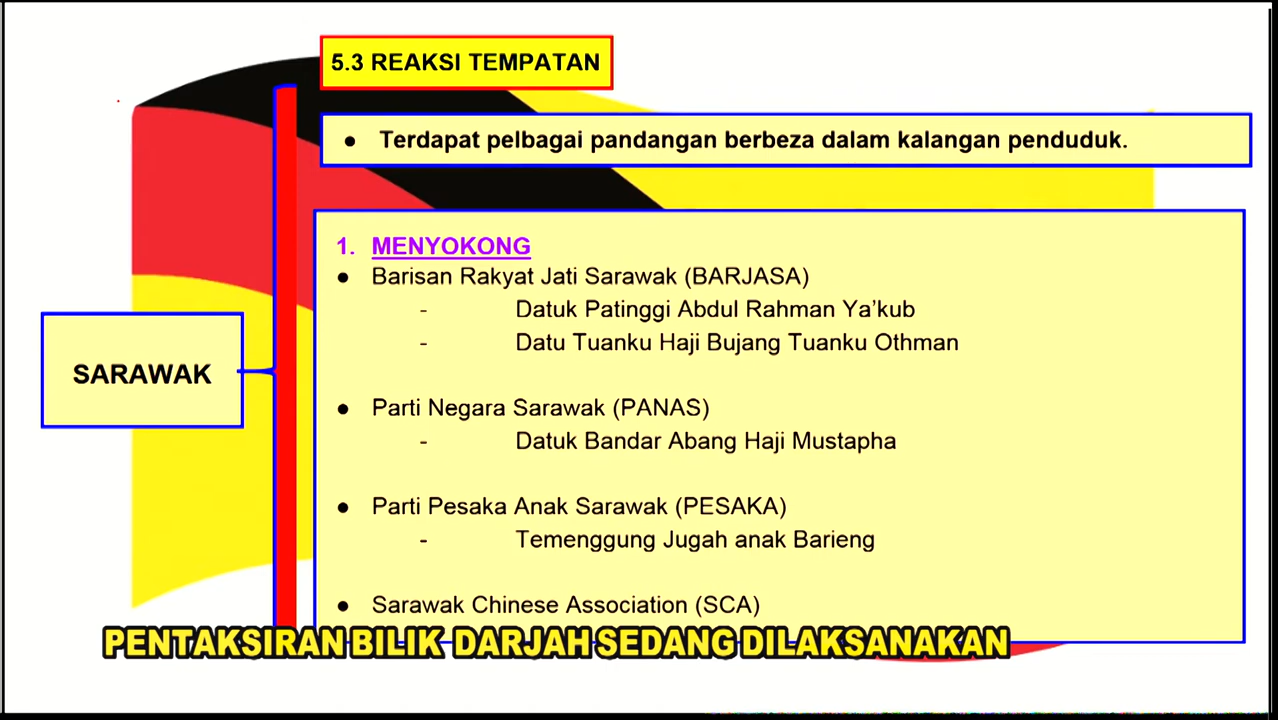 5.3 REAKSI TEMPATAN
● Terdapat pelbagai pandangan berbeza dalam kalangan penduduk.
SARAWAK
1. MENYOKONG
● Barisan Rakyat Jati Sarawak (BARJASA)
- Datuk Patinggi Abdul Rahman Ya’kub
- Datu Tuanku Haji Bujang Tuanku Othman
● Parti Negara Sarawak (PANAS)
- Datuk Bandar Abang Haji Mustapha
● Parti Pesaka Anak Sarawak (PESAKA)
- Temenggung Jugah anak Barieng
● Sarawak Chinese Association (SCA)
PENTAKSIRAN BILIK DARJAH SEDANG DILAKSANAKAN